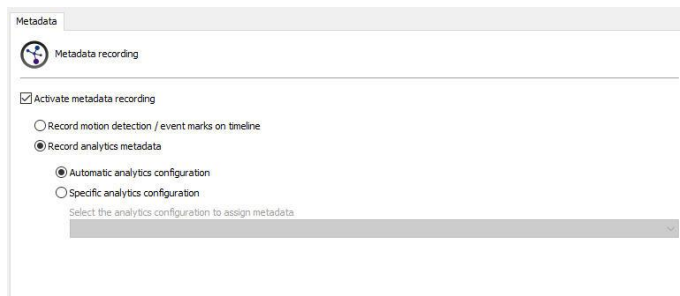 Metadata
Metadata recording
Activate metadata recording
Record motion detection / event marks on timeline
Record analytics metadata
Automatic analytics configuration
Specific analytics configuration
Select the analytics configuration to assign metadata